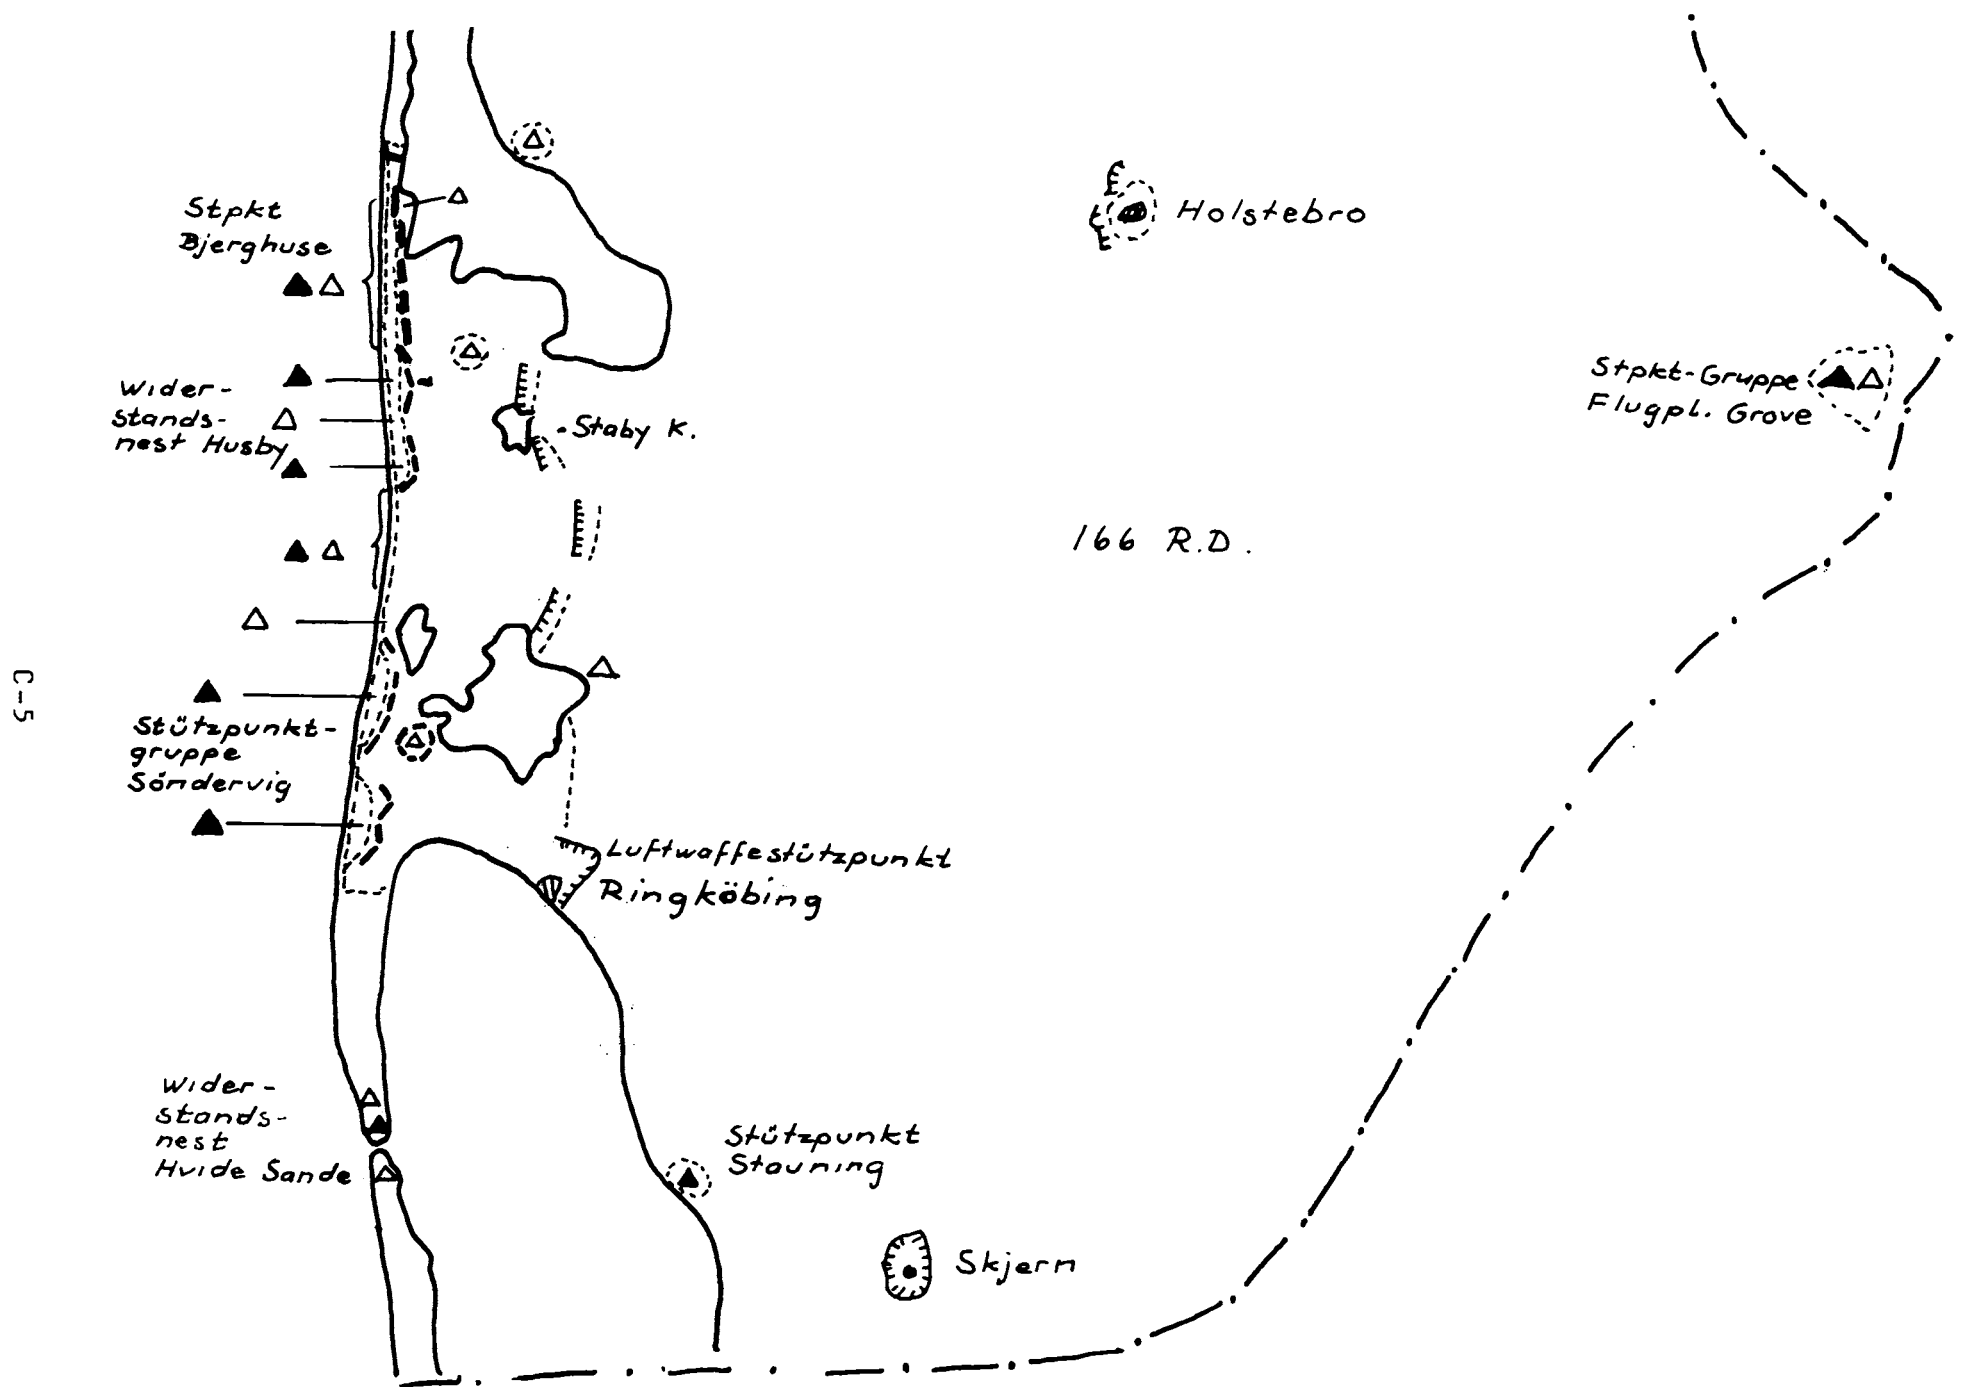 Stpkt
Bjerghuse
Holstebro
Wider-
stands-
nest Husby
Stpkt-Gruppe
Flugpl. Grove
Staby K.
166 R.D.
C-5
Stützpunkt-
gruppe
Söndervig
Luftwaffestützpunkt
Ringköbing
Wider-
stands-
nest
Hvide Sande
Stützpunkt
Stauning
Skjern